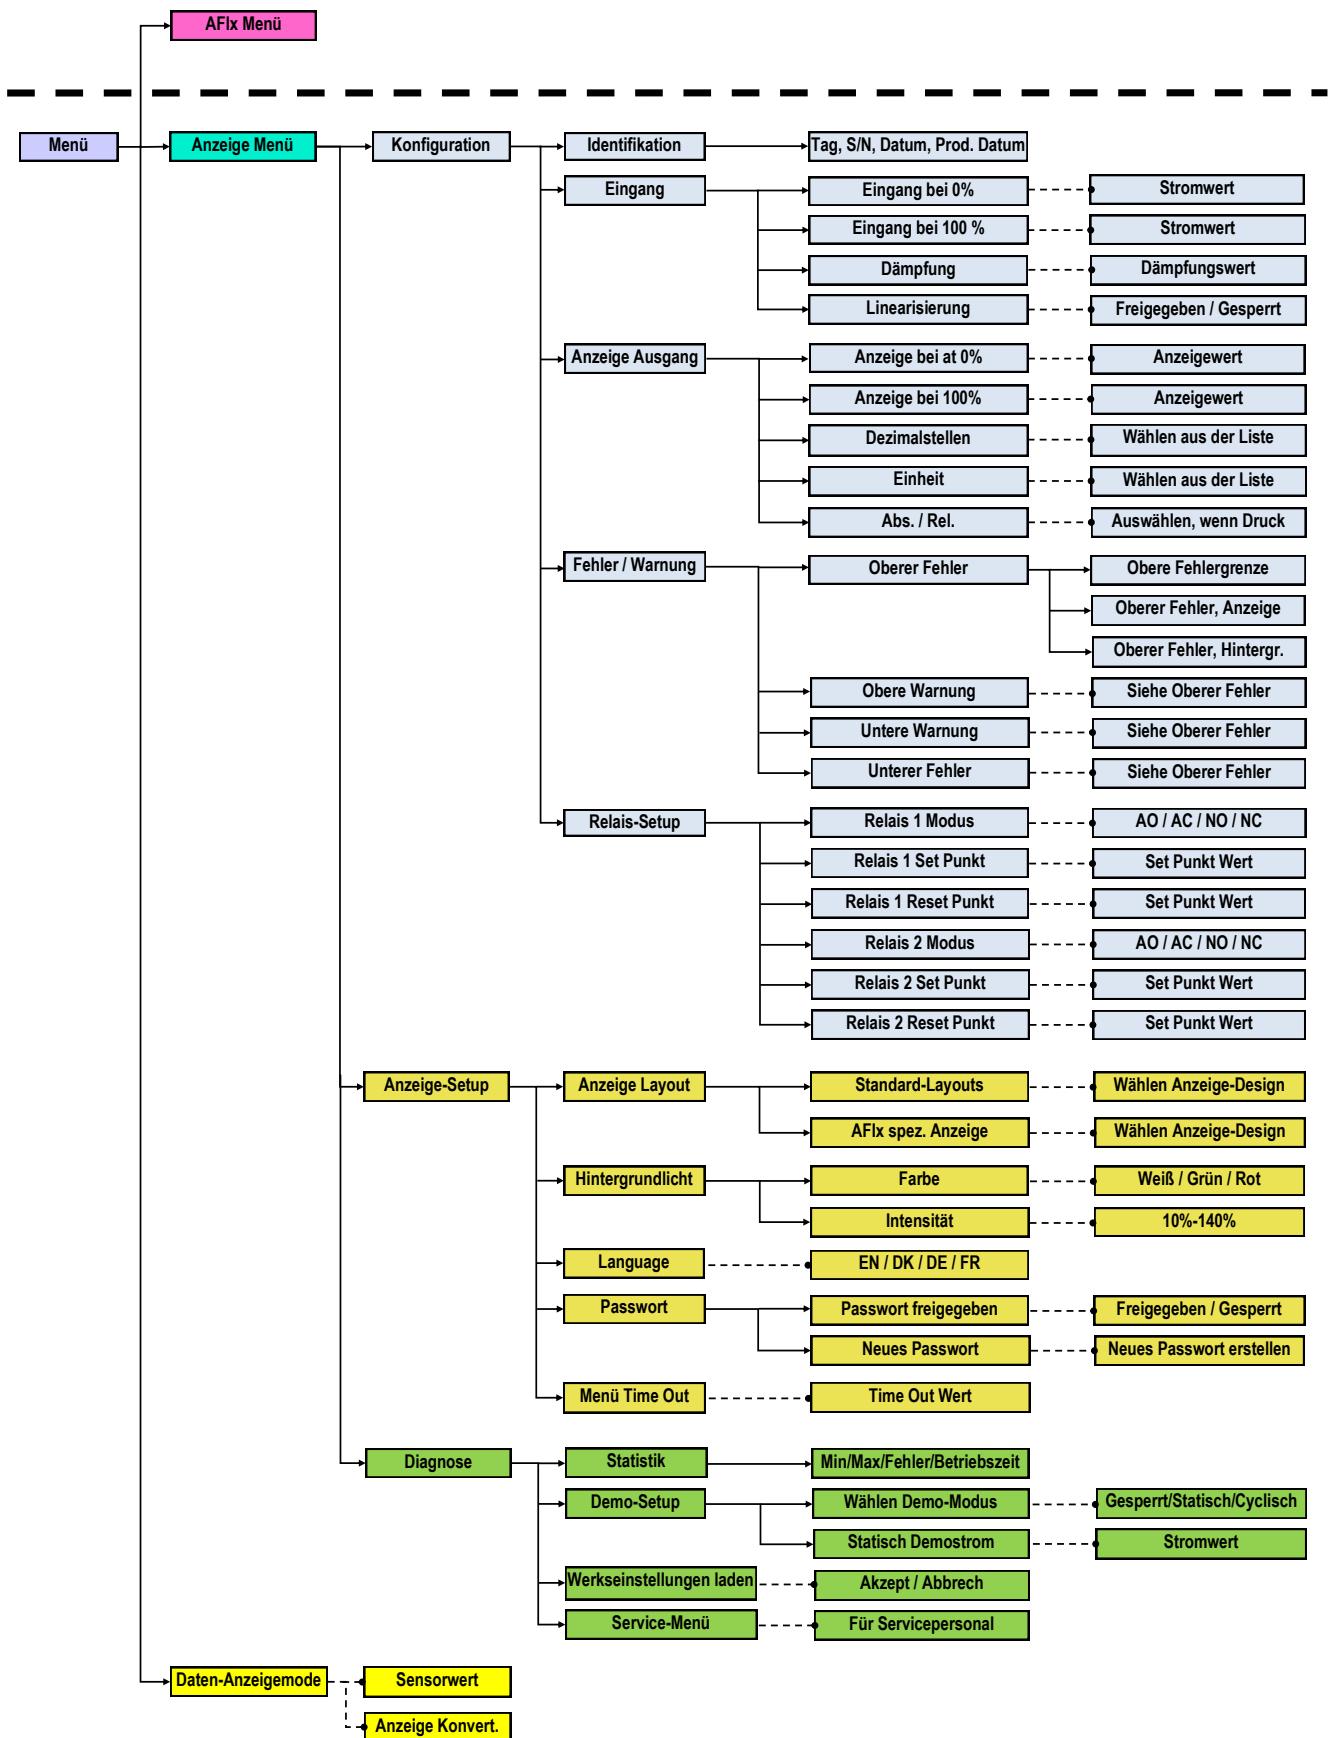 AFlx Menü
Menü
Anzeige Menü
Konfiguration
Identifikation
Tag, S/N, Datum, Prod. Datum
Eingang
Eingang bei 0%
Stromwert
Eingang bei 100 %
Stromwert
Dämpfung
Dämpfungswert
Linearisierung
Freigegeben / Gesperrt
Anzeige Ausgang
Anzeige bei at 0%
Anzeigewert
Anzeige bei 100%
Anzeigewert
Dezimalstellen
Wählen aus der Liste
Einheit
Wählen aus der Liste
Abs. / Rel.
Auswählen, wenn Druck
Fehler / Warnung
Oberer Fehler
Obere Fehlergrenze
Oberer Fehler, Anzeige
Oberer Fehler, Hintergr.
Obere Warnung
Siehe Oberer Fehler
Untere Warnung
Siehe Oberer Fehler
Unterer Fehler
Siehe Oberer Fehler
Relais-Setup
Relais 1 Modus
AO / AC / NO / NC
Relais 1 Set Punkt
Set Punkt Wert
Relais 1 Reset Punkt
Set Punkt Wert
Relais 2 Modus
AO / AC / NO / NC
Relais 2 Set Punkt
Set Punkt Wert
Relais 2 Reset Punkt
Set Punkt Wert
Anzeige-Setup
Anzeige Layout
Standard-Layouts
Wählen Anzeige-Design
AFlx spez. Anzeige
Wählen Anzeige-Design
Hintergrundlicht
Farbe
Weiß / Grün / Rot
Intensität
10%-140%
Language
EN / DK / DE / FR
Passwort
Passwort freigegeben
Freigegeben / Gesperrt
Neues Passwort
Neues Passwort erstellen
Menü Time Out
Time Out Wert
Diagnose
Statistik
Min/Max/Fehler/Betriebszeit
Demo-Setup
Wählen Demo-Modus
Gesperrt/Statisch/Cyclisch
Statisch Demostrom
Stromwert
Werkseinstellungen laden
Akzept / Abbrech
Service-Menü
Für Servicepersonal
Daten-Anzeigemode
Sensorwert
Anzeige Konvert.